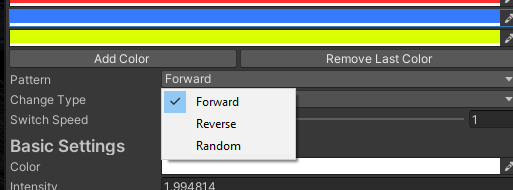 Add Color Remove Last Color
Pattern Forward
Change Type Forward
Switch Speed Reverse 1
Random
Basic Settings
Color
Intensity 1.994814